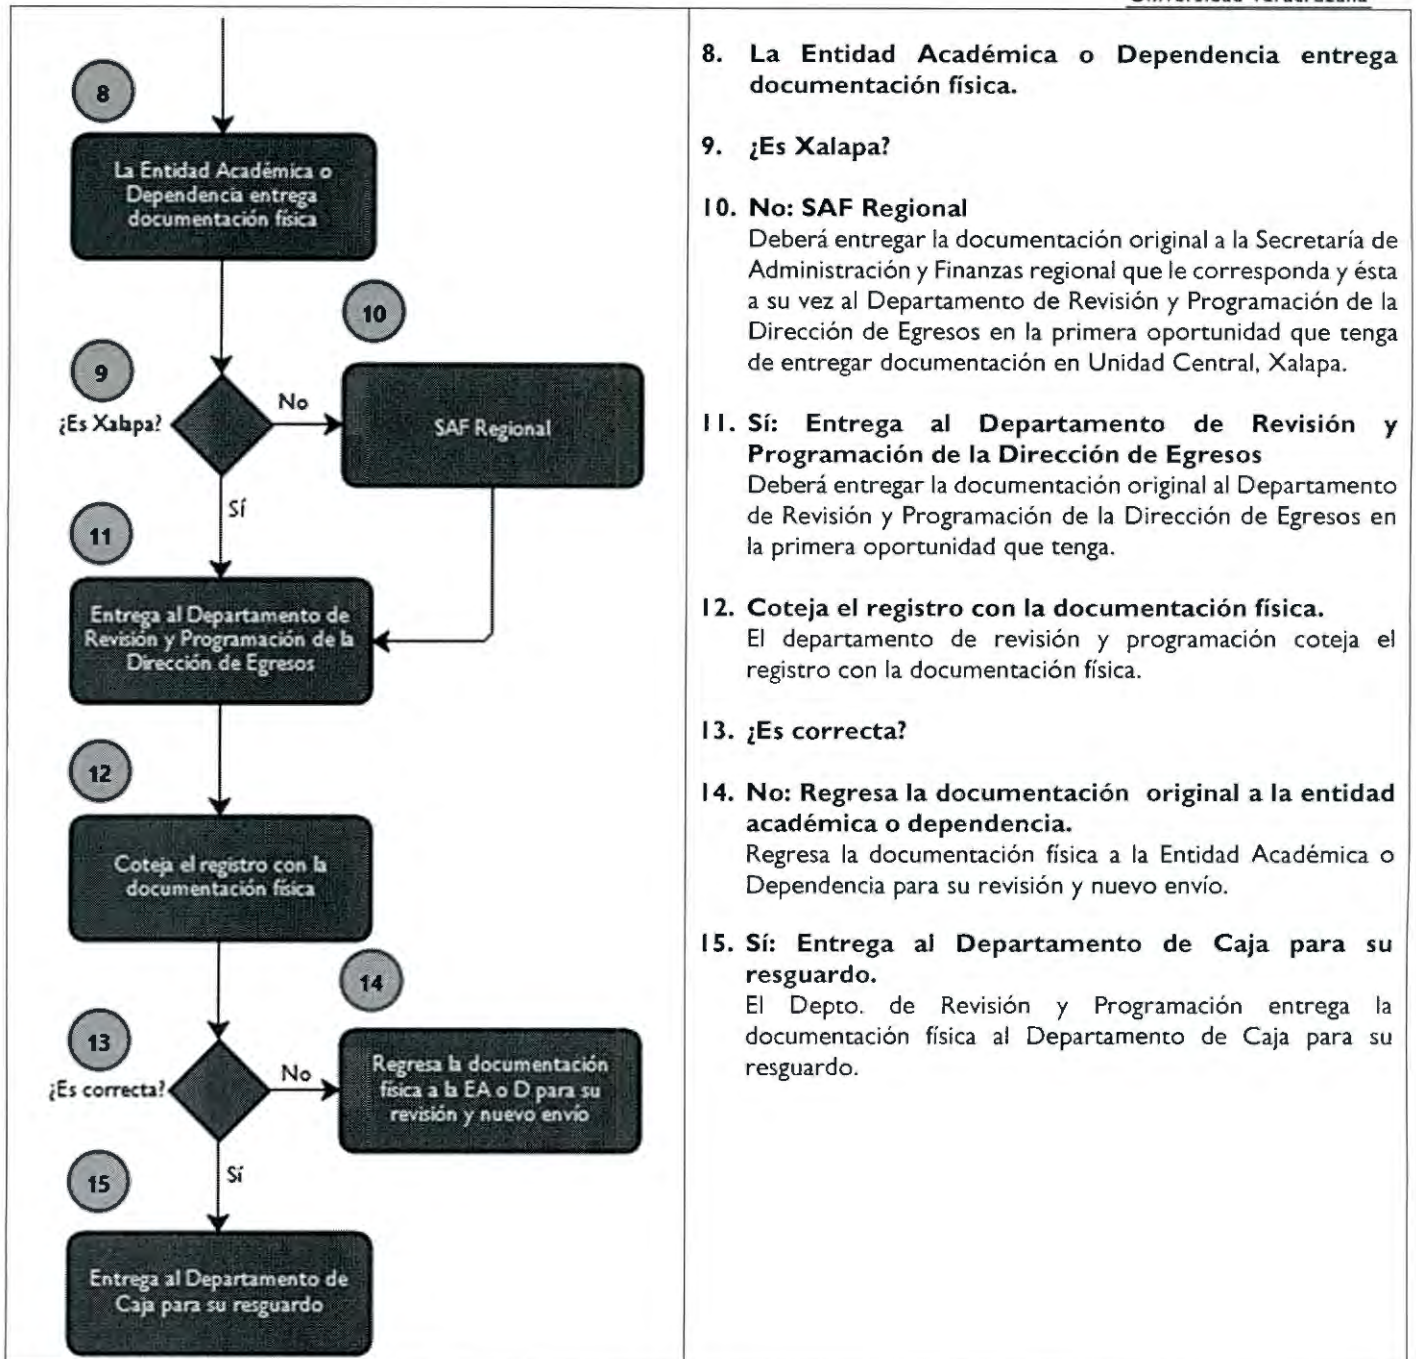 Universidad Veracruzana
8
La Entidad Académica o
Dependencia entrega
documentación física
9
¿Es Xalapa?
No
10
SAF Regional
Sí
11
Entrega al Departamento de
Revisión y Programación de la
Dirección de Egresos
12
Coteja el registro con la
documentación física
13
¿Es correcta?
No
14
Regresa la documentación
física a la EA o D para su
revisión y nuevo envío
Sí
15
Entrega al Departamento de
Caja para su resguardo
8. La Entidad Académica o Dependencia entrega
documentación física.
9. ¿Es Xalapa?
10. No: SAF Regional
Deberá entregar la documentación original a la Secretaría de
Administración y Finanzas regional que le corresponda y ésta
a su vez al Departamento de Revisión y Programación de la
Dirección de Egresos en la primera oportunidad que tenga
de entregar documentación en Unidad Central, Xalapa.
11. Sí: Entrega al Departamento de Revisión y
Programación de la Dirección de Egresos
Deberá entregar la documentación original al Departamento
de Revisión y Programación de la Dirección de Egresos en
la primera oportunidad que tenga.
12. Coteja el registro con la documentación física.
El departamento de revisión y programación coteja el
registro con la documentación física.
13. ¿Es correcta?
14. No: Regresa la documentación original a la entidad
académica o dependencia.
Regresa la documentación física a la Entidad Académica o
Dependencia para su revisión y nuevo envío.
15. Sí: Entrega al Departamento de Caja para su
resguardo.
El Depto. de Revisión y Programación entrega la
documentación física al Departamento de Caja para su
resguardo.